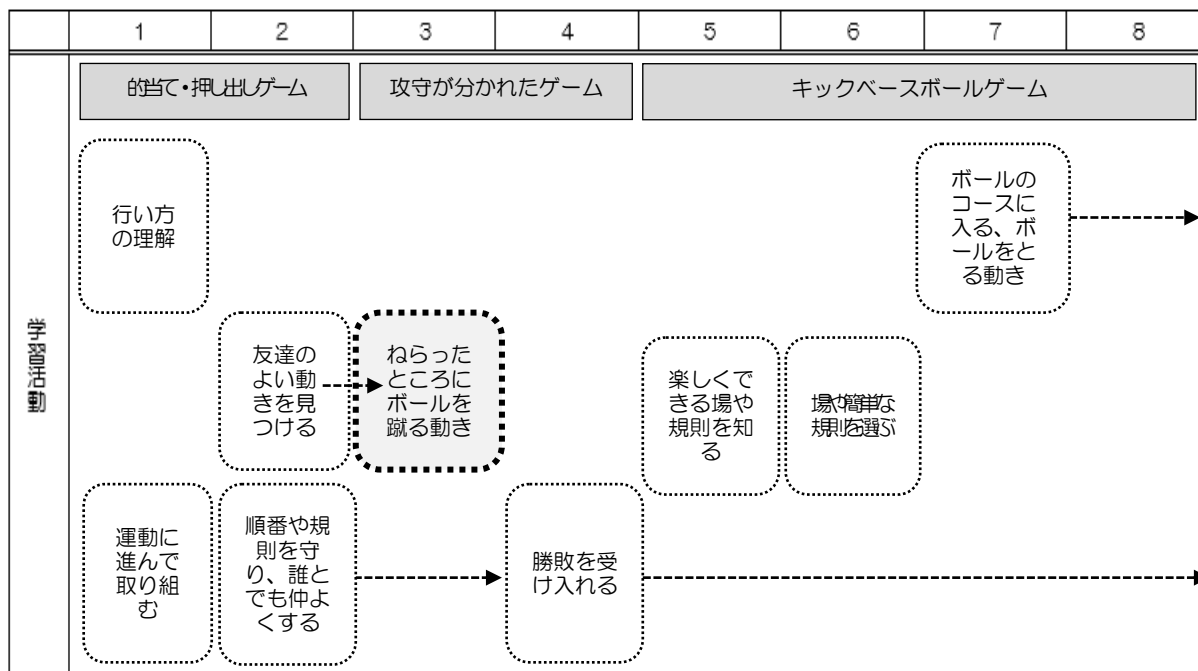 1 2 3 4 5 6 7 8
的当て・押し出しゲーム 攻守が分かれたゲーム キックベースボールゲーム
学習活動
行い方
の理解
ボールの
コースに
入る、ボ
ールをと
る動き
友達の
よい動
きを見
つける
ねらった
ところに
ボールを
蹴る動き
楽しくで
きる場や
規則を知
る
場や簡単な
規則を選ぶ
運動に
進んで
取り組
む
順番や規
則を守
り、誰と
でも仲よ
くする
勝敗を受
け入れる